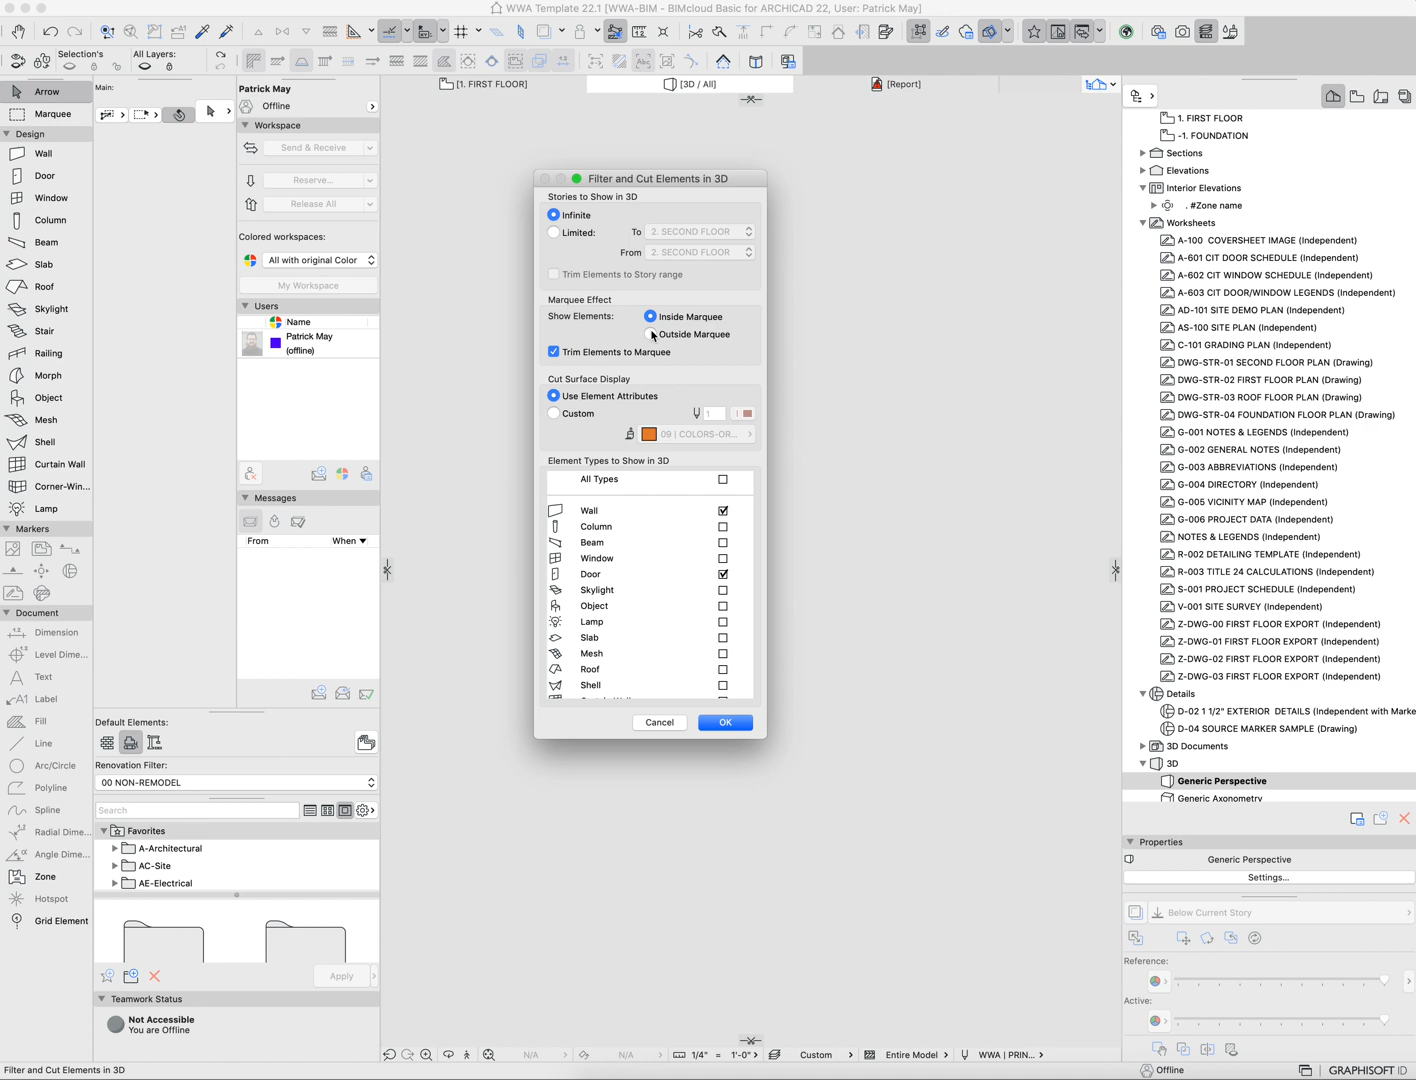 WWA Template 22.1 [WWA-BIM - BIMcloud Basic for ARCHICAD 22, User: Patrick May]
Selection's
All Layers:
Arrow
Marquee
Design
Wall
Door
Window
Column
Beam
Slab
Roof
Skylight
Stair
Railing
Morph
Object
Mesh
Shell
Curtain Wall
Corner-Win...
Lamp
Markers
Document
Dimension
Level Dime...
Text
Label
Fill
Line
Arc/Circle
Polyline
Spline
Radial Dime...
Angle Dime...
Zone
Hotspot
Grid Element
Main:
Default Elements:
Renovation Filter:
00 NON-REMODEL
Search
Favorites
A-Architectural
AC-Site
AE-Electrical
Apply
Teamwork Status
Not Accessible
You are Offline
Patrick May
Offline
Workspace
Send & Receive
Reserve...
Release All
Colored workspaces:
All with original Color
My Workspace
Users
Name
Patrick May
(offline)
Messages
From When
[1. FIRST FLOOR]
[3D / All]
[Report]
Filter and Cut Elements in 3D
Stories to Show in 3D
Infinite
Limited: To 2. SECOND FLOOR
From 2. SECOND FLOOR
Trim Elements to Story range
Marquee Effect
Show Elements: Inside Marquee
Outside Marquee
Trim Elements to Marquee
Cut Surface Display
Use Element Attributes
Custom 1
09 | COLORS-OR...
Element Types to Show in 3D
All Types
Wall
Column
Beam
Window
Door
Skylight
Object
Lamp
Slab
Mesh
Roof
Shell
Cancel OK
N/A N/A 1/4" = 1'-0" Custom Entire Model WWA | PRIN...
1. FIRST FLOOR
-1. FOUNDATION
Sections
Elevations
Interior Elevations
. #Zone name
Worksheets
A-100 COVERSHEET IMAGE (Independent)
A-601 CIT DOOR SCHEDULE (Independent)
A-602 CIT WINDOW SCHEDULE (Independent)
A-603 CIT DOOR/WINDOW LEGENDS (Independent)
AD-101 SITE DEMO PLAN (Independent)
AS-100 SITE PLAN (Independent)
C-101 GRADING PLAN (Independent)
DWG-STR-01 SECOND FLOOR PLAN (Drawing)
DWG-STR-02 FIRST FLOOR PLAN (Drawing)
DWG-STR-03 ROOF FLOOR PLAN (Drawing)
DWG-STR-04 FOUNDATION FLOOR PLAN (Drawing)
G-001 NOTES & LEGENDS (Independent)
G-002 GENERAL NOTES (Independent)
G-003 ABBREVIATIONS (Independent)
G-004 DIRECTORY (Independent)
G-005 VICINITY MAP (Independent)
G-006 PROJECT DATA (Independent)
NOTES & LEGENDS (Independent)
R-002 DETAILING TEMPLATE (Independent)
R-003 TITLE 24 CALCULATIONS (Independent)
S-001 PROJECT SCHEDULE (Independent)
V-001 SITE SURVEY (Independent)
Z-DWG-00 FIRST FLOOR EXPORT (Independent)
Z-DWG-01 FIRST FLOOR EXPORT (Independent)
Z-DWG-02 FIRST FLOOR EXPORT (Independent)
Z-DWG-03 FIRST FLOOR EXPORT (Independent)
Details
D-02 1 1/2" EXTERIOR DETAILS (Independent with Marke
D-04 SOURCE MARKER SAMPLE (Drawing)
3D Documents
3D
Generic Perspective
Generic Axonometry
Properties
Generic Perspective
Settings...
Below Current Story
Reference:
Active:
Filter and Cut Elements in 3D
Offline
GRAPHISOFT ID